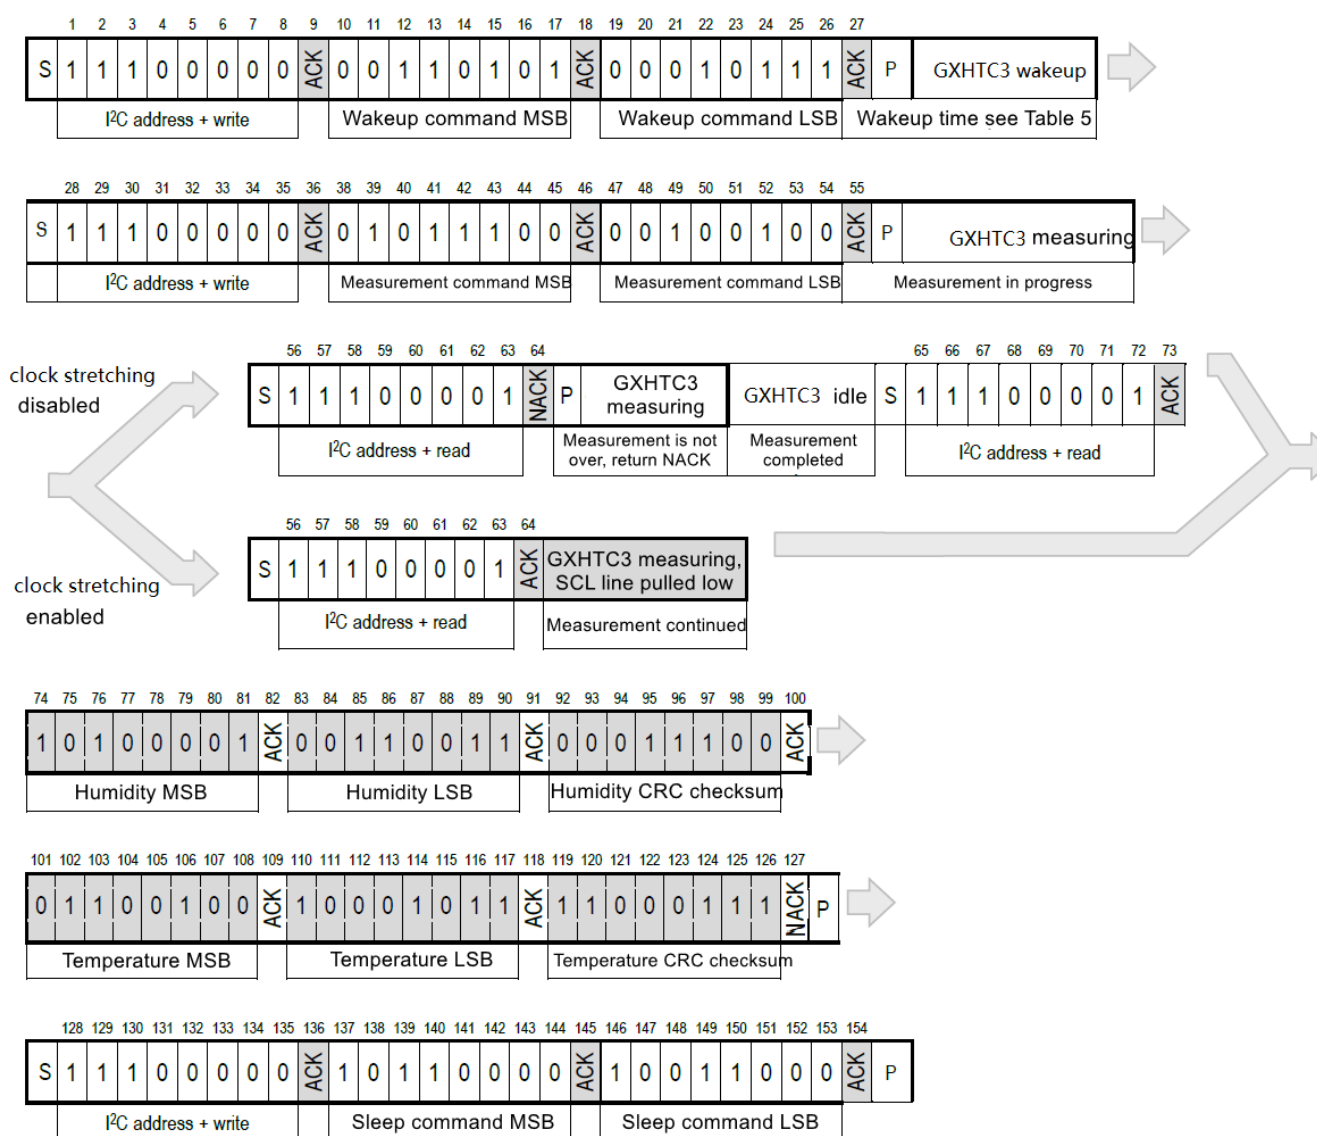 1 2 3 4 5 6 7 8 9 10 11 12 13 14 15 16 17 18 19 20 21 22 23 24 25 26 27
S 1 1 1 0 0 0 0 0 ACK 0 0 1 1 0 1 0 1 ACK 0 0 0 1 0 1 1 1 ACK P GXHTC3 wakeup
I²C address + write Wakeup command MSB Wakeup command LSB Wakeup time see Table 5
28 29 30 31 32 33 34 35 36 38 39 40 41 42 43 44 45 46 47 48 49 50 51 52 53 54 55
S 1 1 1 0 0 0 0 0 ACK 0 1 0 1 1 1 0 0 ACK 0 0 1 0 0 1 0 0 ACK P GXHTC3 measuring
I²C address + write Measurement command MSB Measurement command LSB Measurement in progress
56 57 58 59 60 61 62 63 64 65 66 67 68 69 70 71 72 73
clock stretching
disabled
S 1 1 1 0 0 0 0 1 NACK P GXHTC3
measuring
GXHTC3 idle S 1 1 1 0 0 0 0 1 ACK
I²C address + read
Measurement is not
over, return NACK
Measurement
completed
I²C address + read
56 57 58 59 60 61 62 63 64
clock stretching
enabled
S 1 1 1 0 0 0 0 1 ACK GXHTC3 measuring,
SCL line pulled low
I²C address + read Measurement continued
74 75 76 77 78 79 80 81 82 83 84 85 86 87 88 89 90 91 92 93 94 95 96 97 98 99 100
1 0 1 0 0 0 0 1 ACK 0 0 1 1 0 0 1 1 ACK 0 0 0 1 1 1 0 0 ACK
Humidity MSB Humidity LSB Humidity CRC checksum
101 102 103 104 105 106 107 108 109 110 111 112 113 114 115 116 117 118 119 120 121 122 123 124 125 126 127
0 1 1 0 0 1 0 0 ACK 1 0 0 0 1 0 1 1 ACK 1 1 0 0 0 1 1 1 NACK P
Temperature MSB Temperature LSB Temperature CRC checksum
128 129 130 131 132 133 134 135 136 137 138 139 140 141 142 143 144 145 146 147 148 149 150 151 152 153 154
S 1 1 1 0 0 0 0 0 ACK 1 0 1 1 0 0 0 0 ACK 1 0 0 1 1 0 0 0 ACK P
I²C address + write Sleep command MSB Sleep command LSB